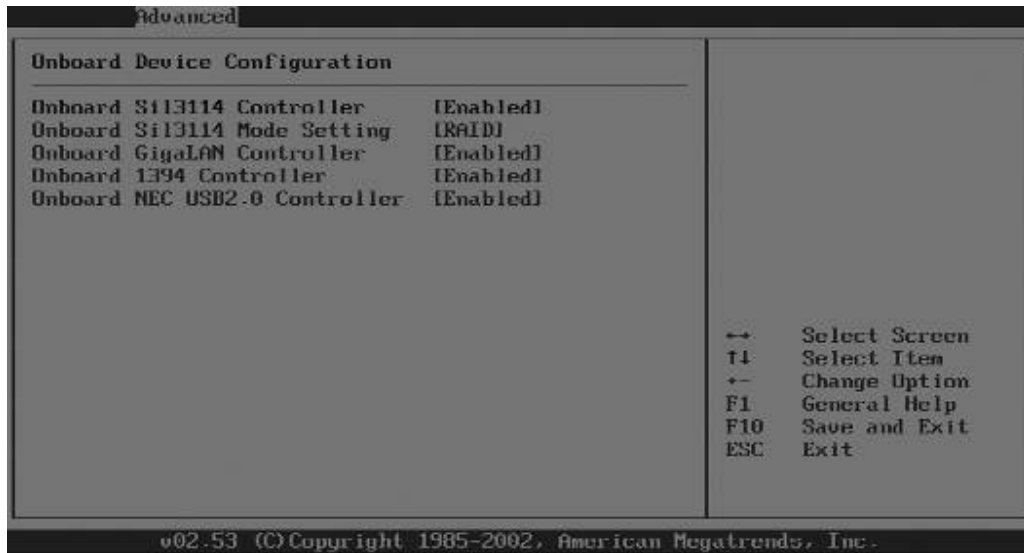 Advanced
Onboard Device Configuration
Onboard Sil3114 Controller [Enabled]
Onboard Sil3114 Mode Setting [RAID]
Onboard GigaLAN Controller [Enabled]
Onboard 1394 Controller [Enabled]
Onboard NEC USB2.0 Controller [Enabled]
←→ Select Screen
↑↓ Select Item
+- Change Option
F1 General Help
F10 Save and Exit
ESC Exit
v02.53 (C)Copyright 1985-2002, American Megatrends, Inc.